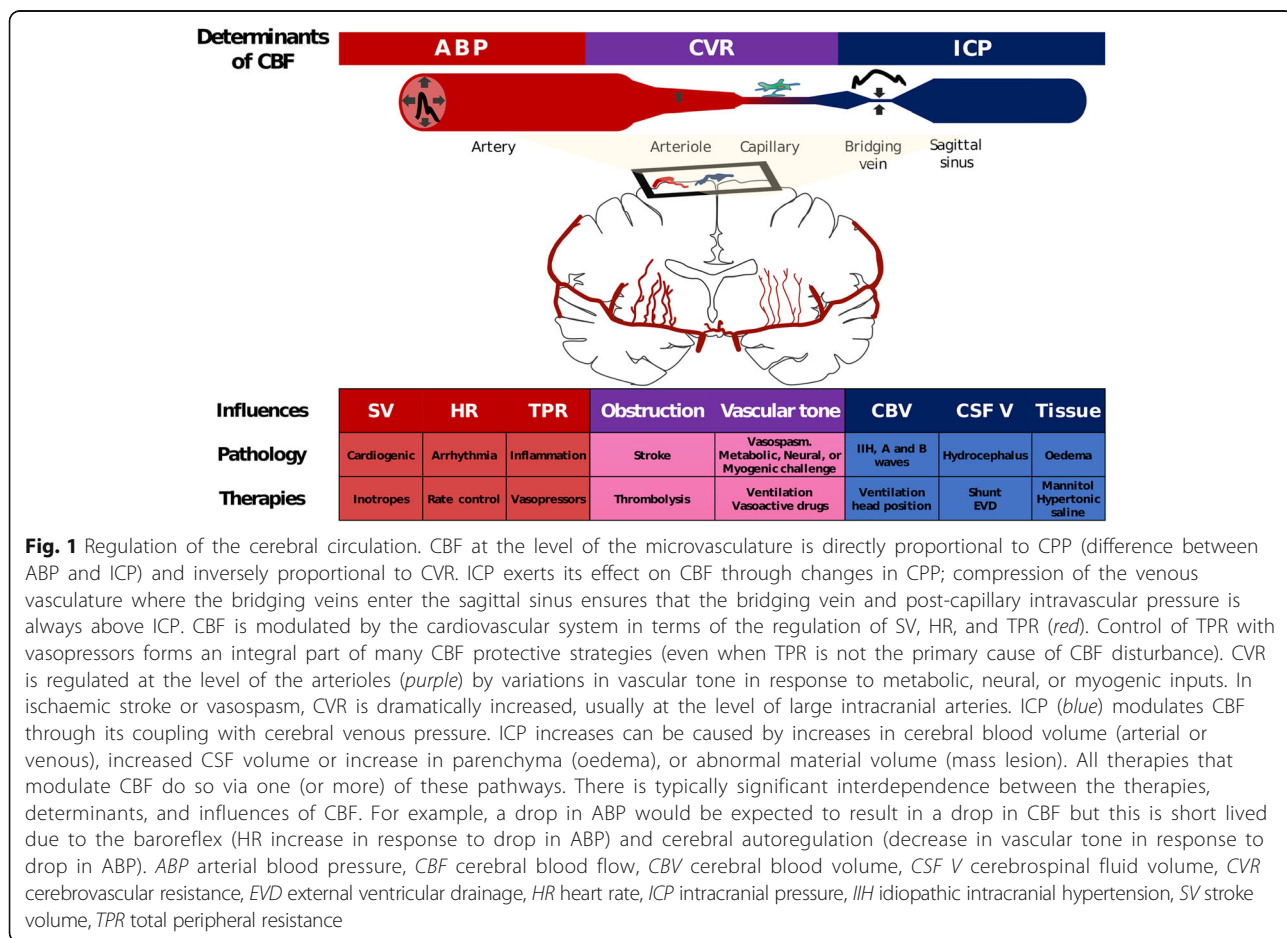 Determinants of CBF
ABP CVR ICP
Artery Arteriole Capillary Bridging vein Sagittal sinus
Influences SV HR TPR Obstruction Vascular tone CBV CSF V Tissue
Pathology Cardiogenic Arrhythmia Inflammation Stroke Vasospasm. Metabolic, Neural, or Myogenic challenge IIH, A and B waves Hydrocephalus Oedema
Therapies Inotropes Rate control Vasopressors Thrombolysis Ventilation Vasoactive drugs Ventilation head position Shunt EVD Mannitol Hypertonic saline
Fig. 1 Regulation of the cerebral circulation. CBF at the level of the microvasculature is directly proportional to CPP (difference between
ABP and ICP) and inversely proportional to CVR. ICP exerts its effect on CBF through changes in CPP; compression of the venous
vasculature where the bridging veins enter the sagittal sinus ensures that the bridging vein and post-capillary intravascular pressure is
always above ICP. CBF is modulated by the cardiovascular system in terms of the regulation of SV, HR, and TPR (red). Control of TPR with
vasopressors forms an integral part of many CBF protective strategies (even when TPR is not the primary cause of CBF disturbance). CVR
is regulated at the level of the arterioles (purple) by variations in vascular tone in response to metabolic, neural, or myogenic inputs. In
ischaemic stroke or vasospasm, CVR is dramatically increased, usually at the level of large intracranial arteries. ICP (blue) modulates CBF
through its coupling with cerebral venous pressure. ICP increases can be caused by increases in cerebral blood volume (arterial or
venous), increased CSF volume or increase in parenchyma (oedema), or abnormal material volume (mass lesion). All therapies that
modulate CBF do so via one (or more) of these pathways. There is typically significant interdependence between the therapies,
determinants, and influences of CBF. For example, a drop in ABP would be expected to result in a drop in CBF but this is short lived
due to the baroreflex (HR increase in response to drop in ABP) and cerebral autoregulation (decrease in vascular tone in response to
drop in ABP). ABP arterial blood pressure, CBF cerebral blood flow, CBV cerebral blood volume, CSF V cerebrospinal fluid volume, CVR
cerebrovascular resistance, EVD external ventricular drainage, HR heart rate, ICP intracranial pressure, IIH idiopathic intracranial hypertension, SV stroke
volume, TPR total peripheral resistance